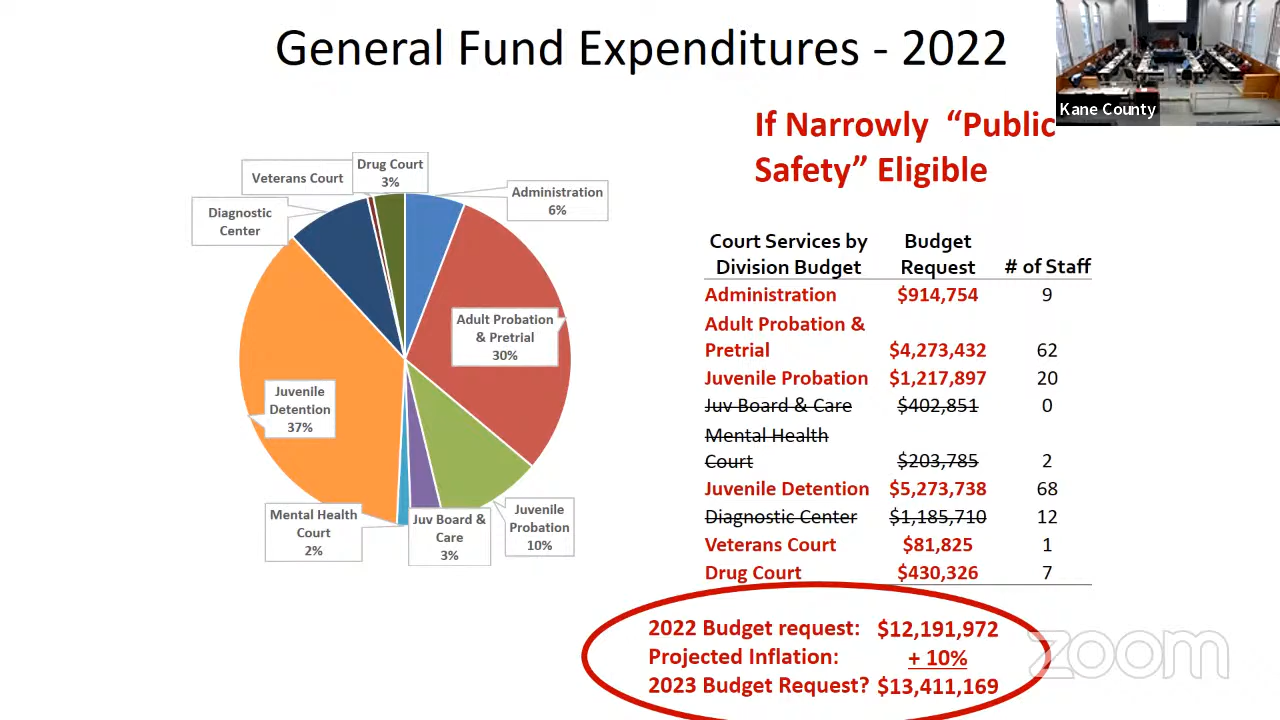 General Fund Expenditures - 2022
Kane County
If Narrowly “Public
Safety” Eligible
Drug Court
3%
Veterans Court
Administration
6%
Diagnostic
Center
Adult Probation
& Pretrial
30%
Juvenile
Detention
37%
Mental Health
Court
2%
Juv Board &
Care
3%
Juvenile
Probation
10%
Court Services by Budget
Division Budget Request # of Staff
Administration $914,754 9
Adult Probation &
Pretrial $4,273,432 62
Juvenile Probation $1,217,897 20
Juv Board & Care $402,851 0
Mental Health
Court $203,785 2
Juvenile Detention $5,273,738 68
Diagnostic Center $1,185,710 12
Veterans Court $81,825 1
Drug Court $430,326 7
2022 Budget request: $12,191,972
Projected Inflation: + 10%
2023 Budget Request? $13,411,169
zoom